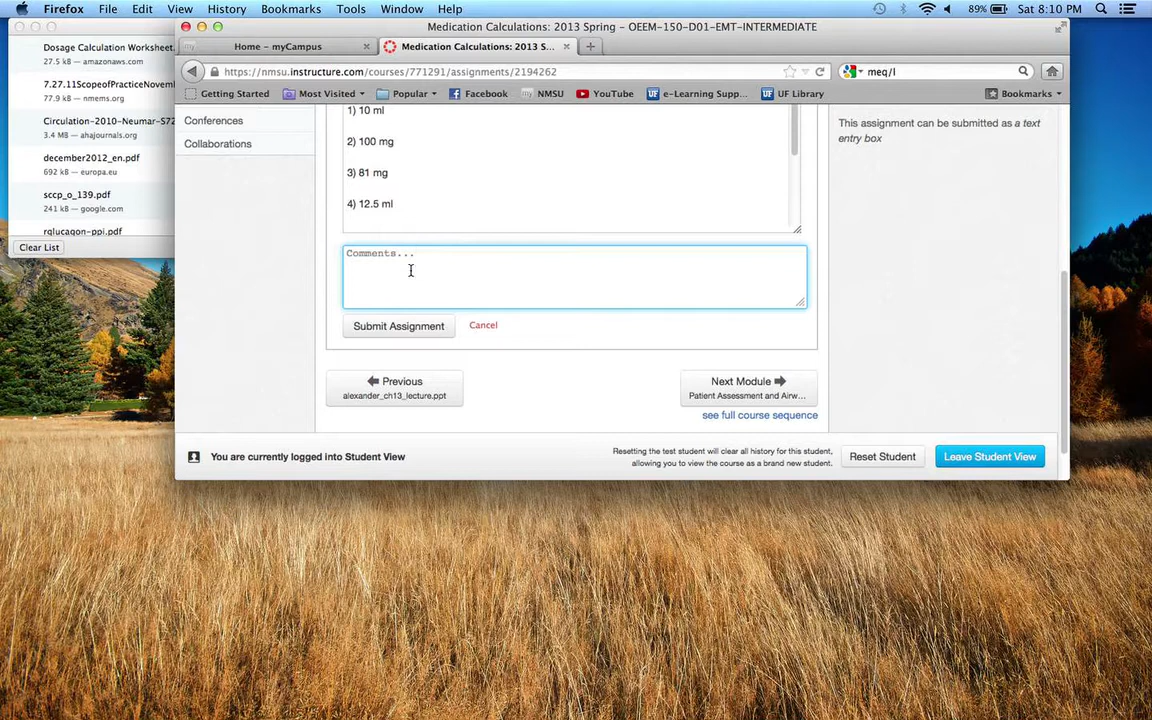 Firefox File Edit View History Bookmarks Tools Window Help
89% Sat 8:10 PM
Medication Calculations: 2013 Spring - OEEM-150-D01-EMT-INTERMEDIATE
Home – myCampus
Medication Calculations: 2013 S...
https://nmsu.instructure.com/courses/771291/assignments/2194262
meq/l
Getting Started Most Visited Popular Facebook NMSU YouTube e-Learning Supp... UF Library Bookmarks
Dosage Calculation Worksheet.
27.5 kB — amazonaws.com
7.27.11ScopeofPracticeNovem
77.9 kB — nmems.org
Circulation-2010-Neumar-S72
3.4 MB — ahajournals.org
december2012_en.pdf
692 kB — europa.eu
sccp_o_139.pdf
241 kB — google.com
rglucagon-ppi.pdf
Clear List
Conferences
Collaborations
1) 10 ml
2) 100 mg
3) 81 mg
4) 12.5 ml
Comments...
Submit Assignment Cancel
This assignment can be submitted as a text
entry box
Previous
alexander_ch13_lecture.ppt
Next Module
Patient Assessment and Airw...
see full course sequence
You are currently logged into Student View
Resetting the test student will clear all history for this student,
allowing you to view the course as a brand new student.
Reset Student
Leave Student View